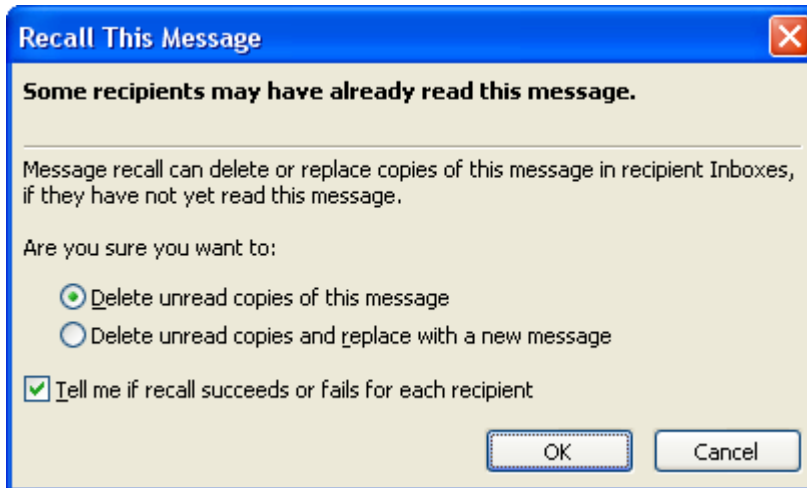 Recall This Message
Some recipients may have already read this message.
Message recall can delete or replace copies of this message in recipient Inboxes,
if they have not yet read this message.
Are you sure you want to:
Delete unread copies of this message
Delete unread copies and replace with a new message
Tell me if recall succeeds or fails for each recipient
OK Cancel